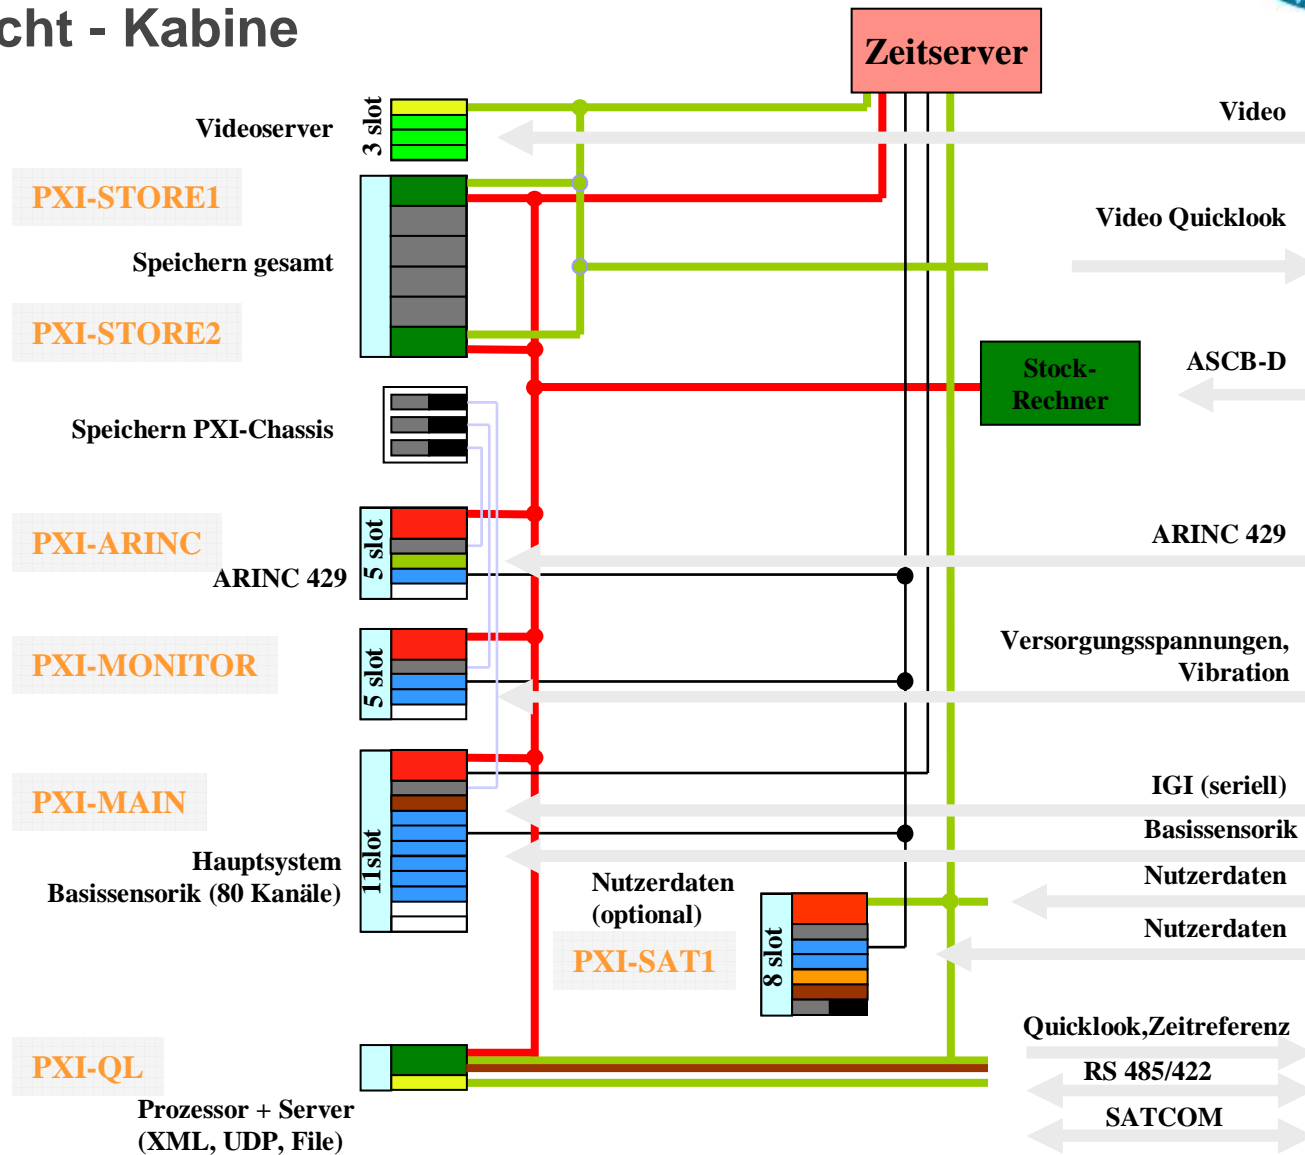 cht - Kabine
Zeitserver
3 slot
Videoserver
Video
PXI-STORE1
Video Quicklook
Speichern gesamt
PXI-STORE2
Stock-
Rechner
ASCB-D
Speichern PXI-Chassis
5 slot
PXI-ARINC
ARINC 429
ARINC 429
5 slot
PXI-MONITOR
Versorgungsspannungen,
Vibration
11slot
PXI-MAIN
IGI (seriell)
Basissensorik
Hauptsystem
Basissensorik (80 Kanäle)
Nutzerdaten
(optional)
Nutzerdaten
8 slot
PXI-SAT1
Nutzerdaten
Quicklook,Zeitreferenz
PXI-QL
RS 485/422
Prozessor + Server
(XML, UDP, File)
SATCOM